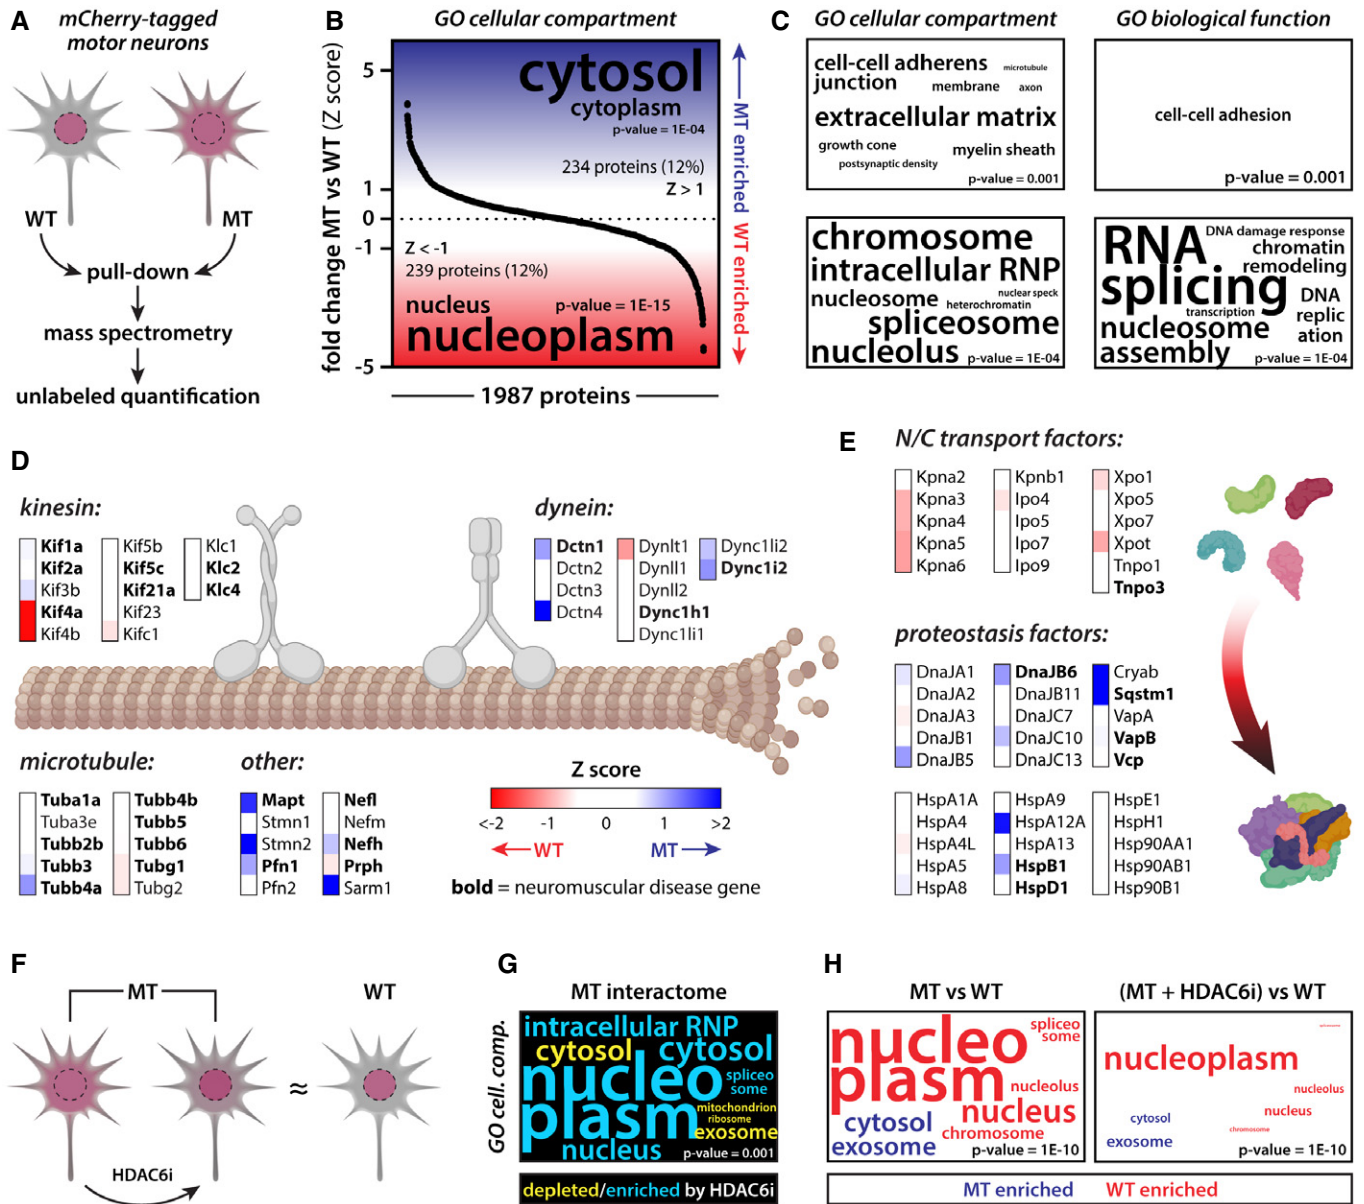 A
mCherry-tagged
motor neurons
WT
MT
pull-down
mass spectrometry
unlabeled quantification
B
GO cellular compartment
fold change MT vs WT (Z score)
5
1
0
-1
-5
cytosol
cytoplasm
p-value = 1E-04
234 proteins (12%)
Z > 1
Z < -1
239 proteins (12%)
nucleus
p-value = 1E-15
nucleoplasm
1987 proteins
MT enriched
WT enriched
C
GO cellular compartment
cell-cell adherens
junction
microtubule
membrane
axon
extracellular matrix
growth cone
myelin sheath
postsynaptic density
p-value = 0.001
GO biological function
cell-cell adhesion
p-value = 0.001
chromosome
intracellular RNP
nucleosome
nuclear speck
heterochromatin
spliceosome
nucleolus
p-value = 1E-04
RNA
splicing
DNA damage response
chromatin
remodeling
DNA
replic
ation
transcription
nucleosome
assembly
p-value = 1E-04
D
kinesin:
Kif1a
Kif2a
Kif3b
Kif4a
Kif4b
Kif5b
Kif5c
Kif21a
Kif23
Kifc1
Klc1
Klc2
Klc4
dynein:
Dctn1
Dctn2
Dctn3
Dctn4
Dynlt1
Dynll1
Dynll2
Dync1h1
Dync1li1
Dync1li2
Dync1i2
microtubule:
Tuba1a
Tuba3e
Tubb2b
Tubb3
Tubb4a
Tubb4b
Tubb5
Tubb6
Tubg1
Tubg2
other:
Mapt
Stmn1
Stmn2
Pfn1
Pfn2
Nefl
Nefm
Nefh
Prph
Sarm1
Z score
<-2 -1 0 1 >2
WT
MT
bold = neuromuscular disease gene
E
N/C transport factors:
Kpna2
Kpna3
Kpna4
Kpna5
Kpna6
Kpnb1
Ipo4
Ipo5
Ipo7
Ipo9
Xpo1
Xpo5
Xpo7
Xpot
Tnpo1
Tnpo3
proteostasis factors:
DnaJA1
DnaJA2
DnaJA3
DnaJB1
DnaJB5
DnaJB6
DnaJB11
DnaJC7
DnaJC10
DnaJC13
Cryab
Sqstm1
VapA
VapB
Vcp
HspA1A
HspA4
HspA4L
HspA5
HspA8
HspA9
HspA12A
HspA13
HspB1
HspD1
HspE1
HspH1
Hsp90AA1
Hsp90AB1
Hsp90B1
F
MT
WT
≈
HDAC6i
G
MT interactome
GO cell. comp.
intracellular RNP
cytosol
cytosol
nucleo
plasm
spliceo
some
mitochondrion
ribosome
exosome
nucleus
p-value = 0.001
depleted/enriched by HDAC6i
H
MT vs WT
nucleo
plasm
spliceo
some
nucleolus
nucleus
cytosol
chromosome
exosome
p-value = 1E-10
(MT + HDAC6i) vs WT
nucleoplasm
nucleolus
nucleus
cytosol
chromosome
exosome
p-value = 1E-10
MT enriched WT enriched